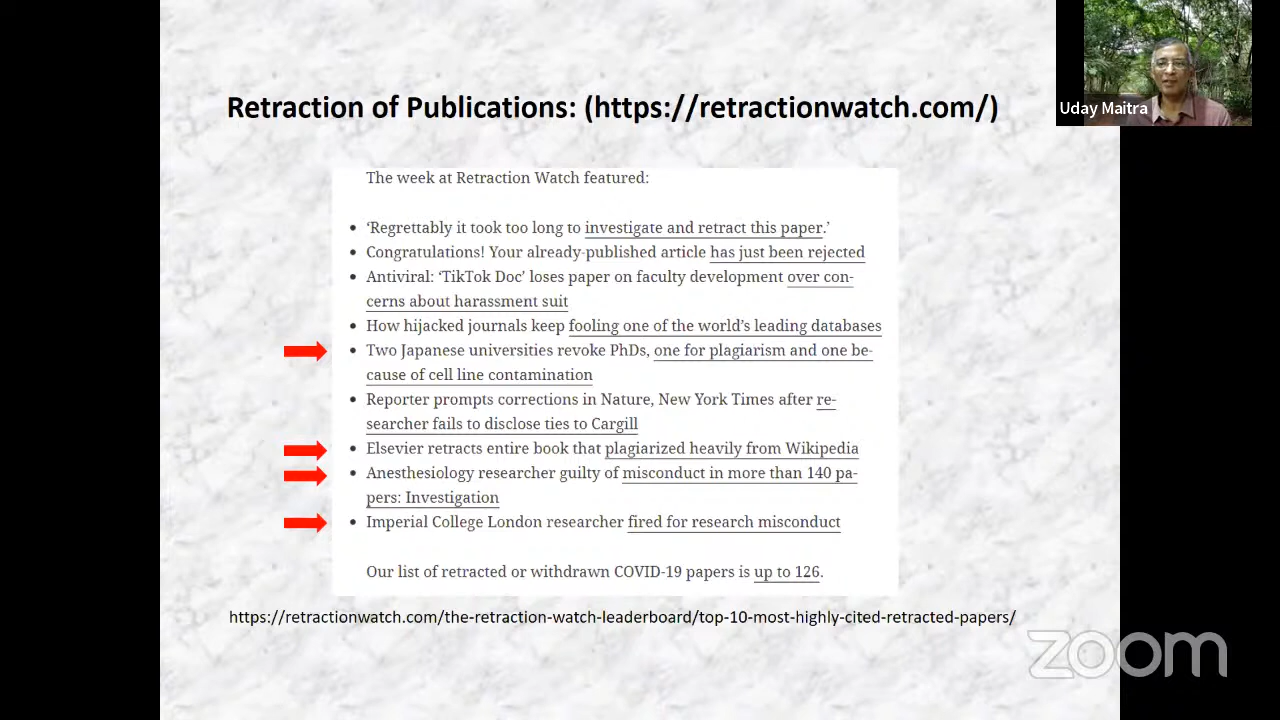 Retraction of Publications: (https://retractionwatch.com/)
Uday Maitra
The week at Retraction Watch featured:
• ‘Regrettably it took too long to investigate and retract this paper.’
• Congratulations! Your already-published article has just been rejected
• Antiviral: ‘TikTok Doc’ loses paper on faculty development over con-
cerns about harassment suit
• How hijacked journals keep fooling one of the world’s leading databases
• Two Japanese universities revoke PhDs, one for plagiarism and one be-
cause of cell line contamination
• Reporter prompts corrections in Nature, New York Times after re-
searcher fails to disclose ties to Cargill
• Elsevier retracts entire book that plagiarized heavily from Wikipedia
• Anesthesiology researcher guilty of misconduct in more than 140 pa-
pers: Investigation
• Imperial College London researcher fired for research misconduct
Our list of retracted or withdrawn COVID-19 papers is up to 126.
https://retractionwatch.com/the-retraction-watch-leaderboard/top-10-most-highly-cited-retracted-papers/
zoom